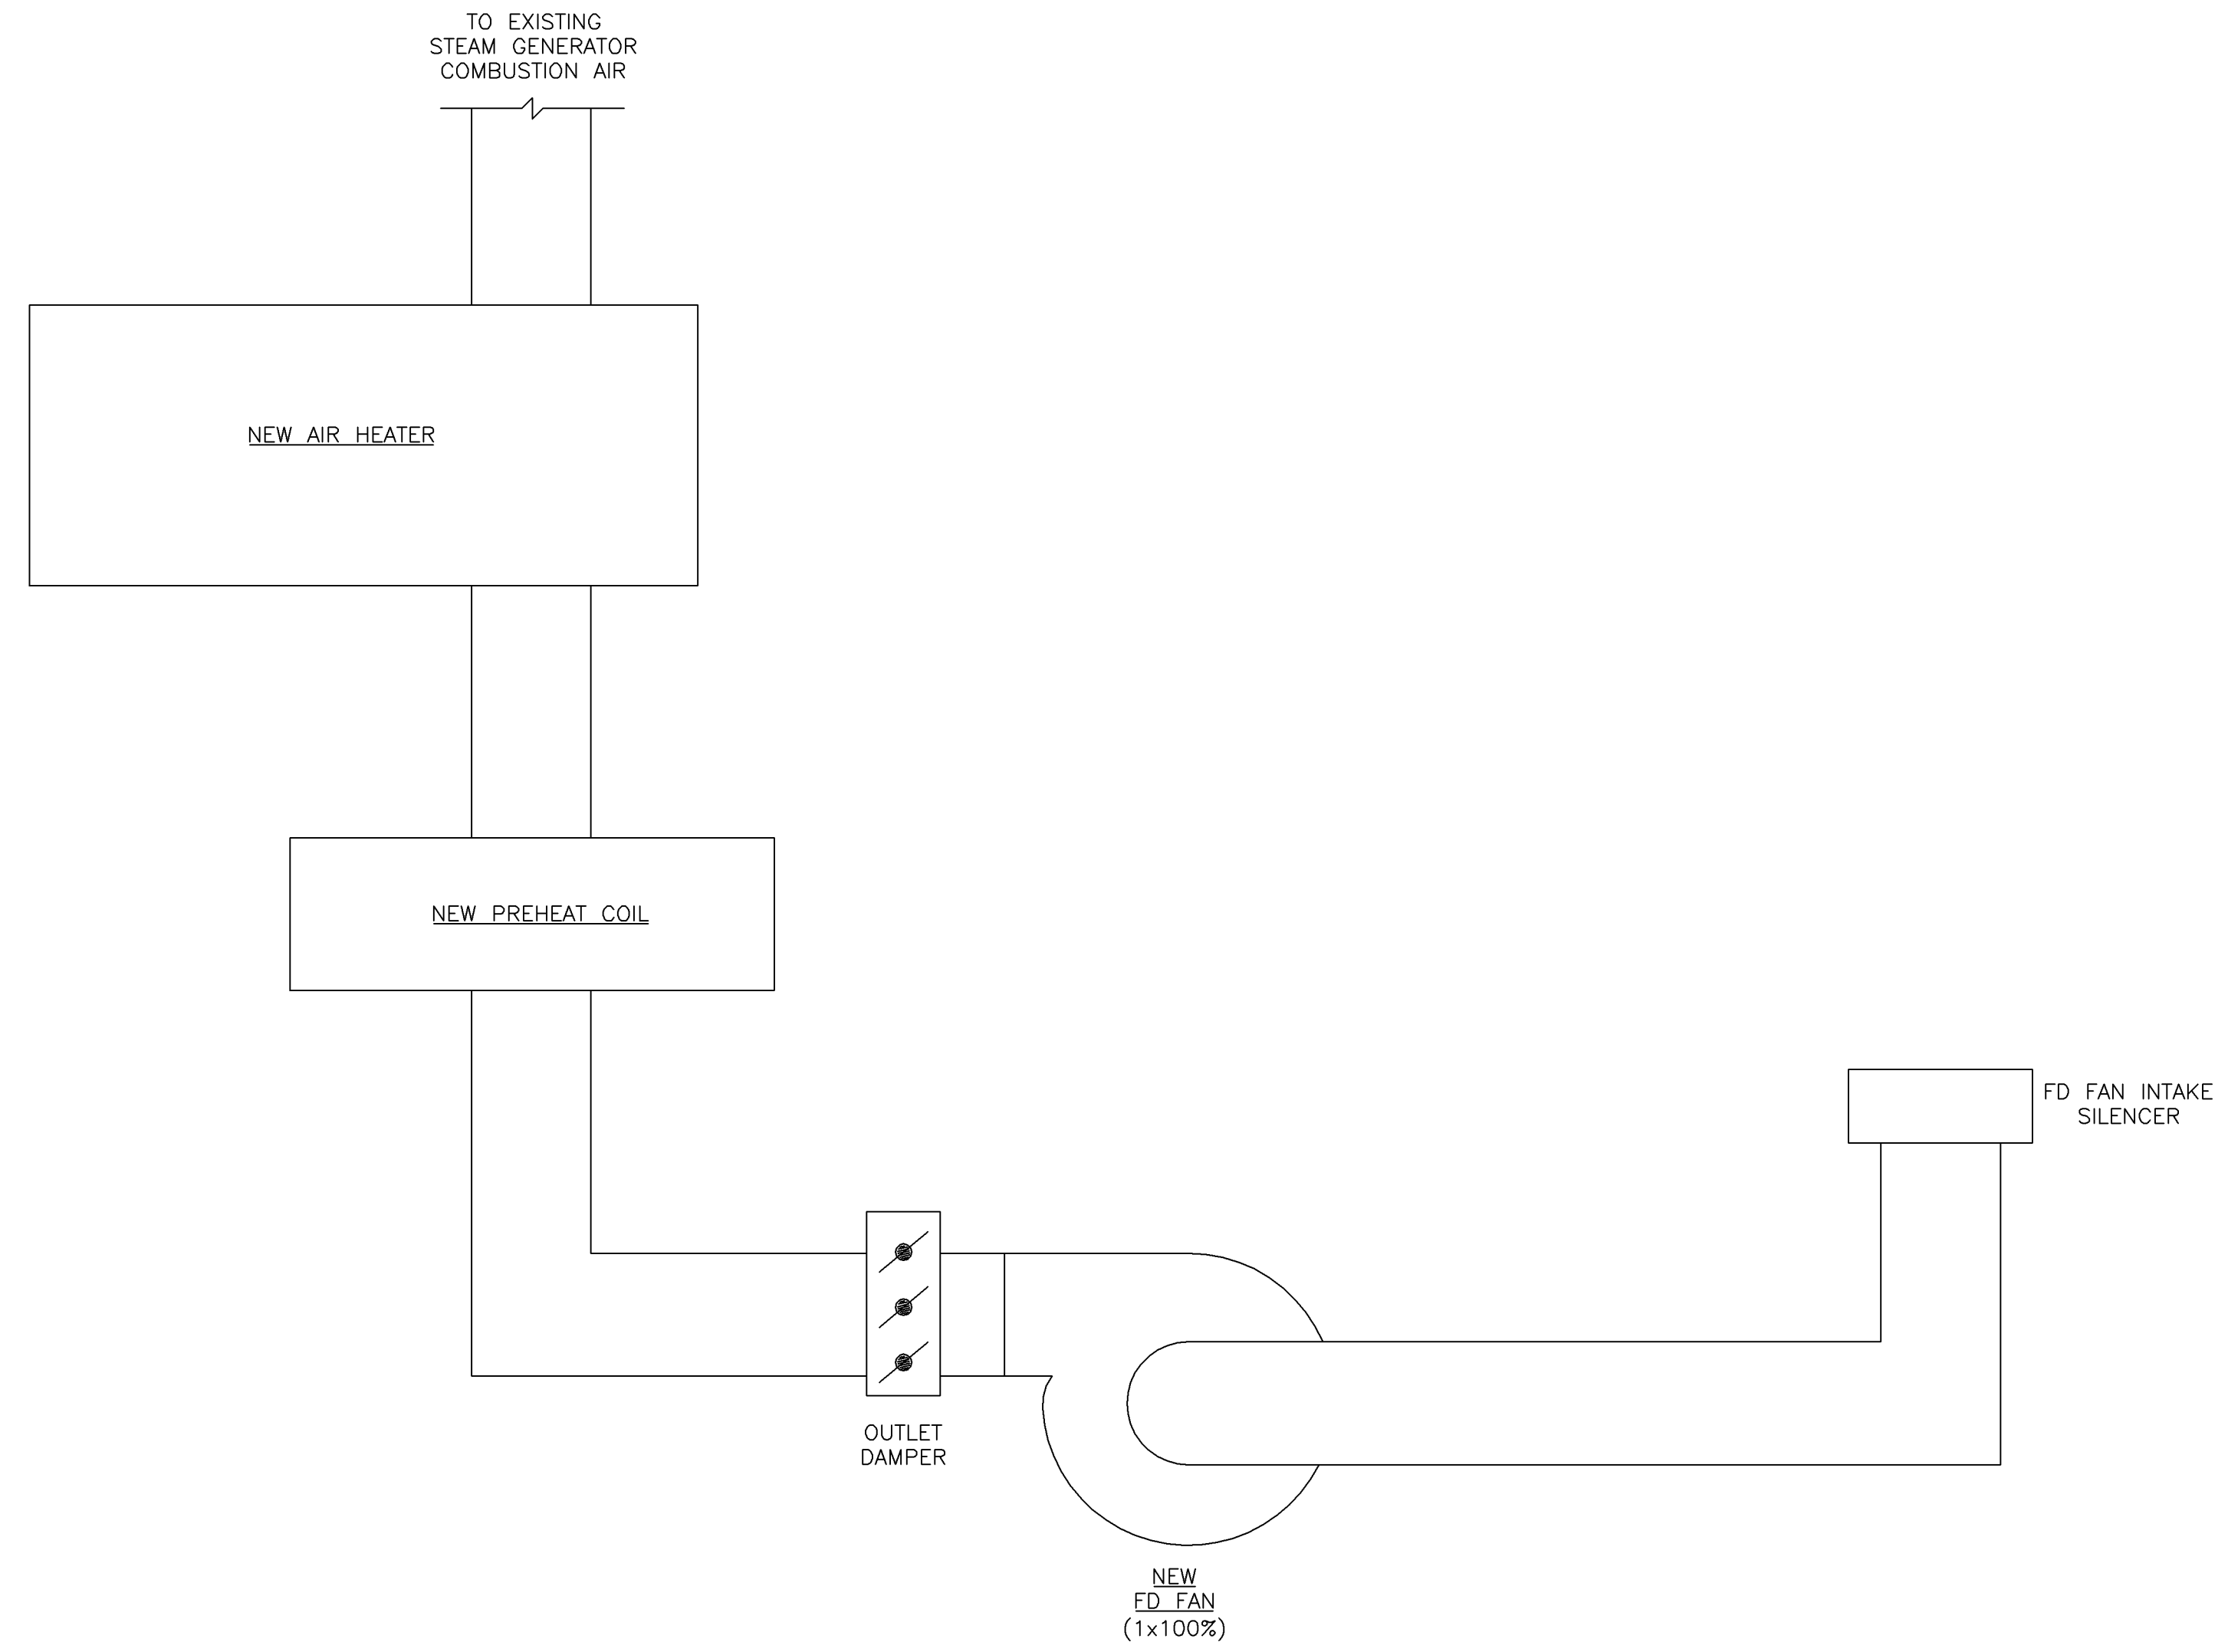 TO EXISTING
STEAM GENERATOR
COMBUSTION AIR
NEW AIR HEATER
NEW PREHEAT COIL
FD FAN INTAKE
SILENCER
OUTLET
DAMPER
NEW
FD FAN
(1x100%)